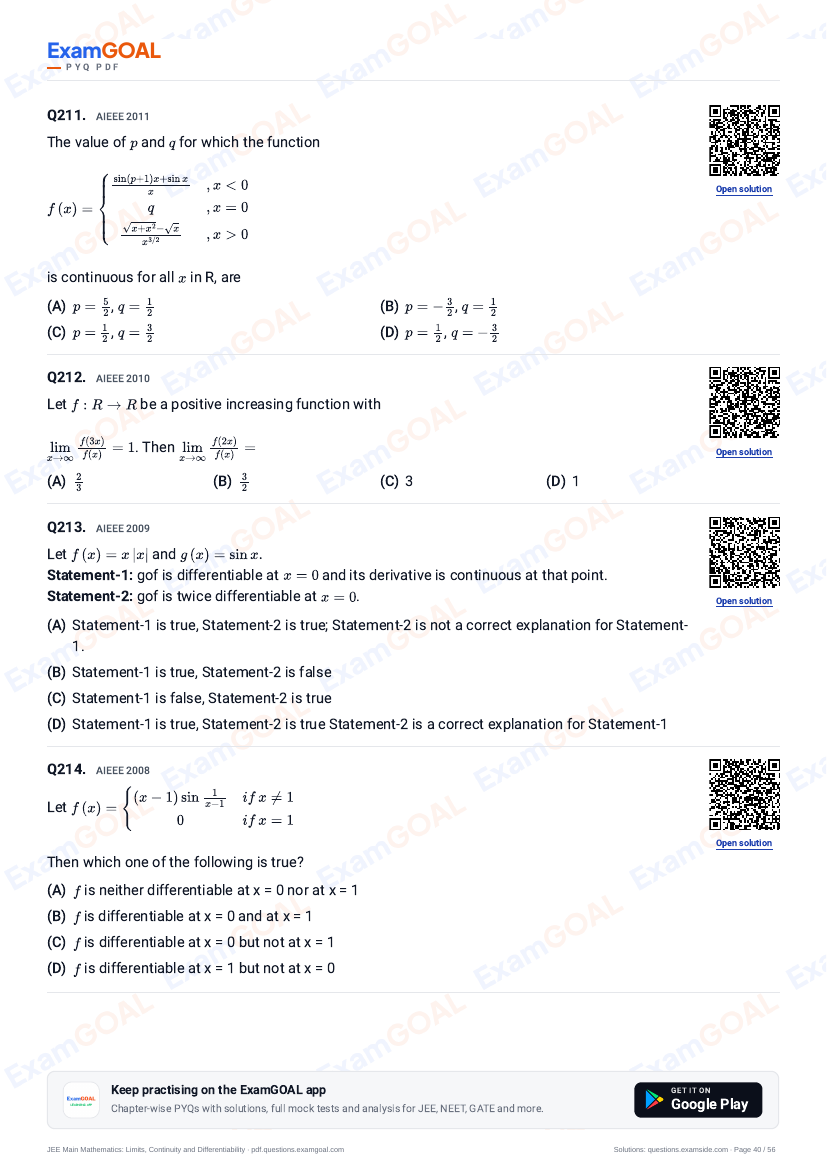 ExamGOAL
PYQ PDF
Q211. AIEEE 2011
The value of p and q for which the function
f (x) = { sin(p+1)x+sin x / x , x < 0
q , x = 0
√x+x² − √x / x^{3/2} , x > 0
is continuous for all x in R, are
(A) p = 5/2, q = 1/2
(B) p = −3/2, q = 1/2
(C) p = 1/2, q = 3/2
(D) p = 1/2, q = −3/2
Open solution
Q212. AIEEE 2010
Let f : R → R be a positive increasing function with
lim x→∞ f(3x)/f(x) = 1. Then lim x→∞ f(2x)/f(x) =
(A) 2/3 (B) 3/2 (C) 3 (D) 1
Open solution
Q213. AIEEE 2009
Let f (x) = x |x| and g (x) = sin x.
Statement-1: gof is differentiable at x = 0 and its derivative is continuous at that point.
Statement-2: gof is twice differentiable at x = 0.
(A) Statement-1 is true, Statement-2 is true; Statement-2 is not a correct explanation for Statement-
1.
(B) Statement-1 is true, Statement-2 is false
(C) Statement-1 is false, Statement-2 is true
(D) Statement-1 is true, Statement-2 is true Statement-2 is a correct explanation for Statement-1
Open solution
Q214. AIEEE 2008
Let f (x) = { (x − 1) sin 1/x−1 if x ≠ 1
0 if x = 1
Then which one of the following is true?
(A) f is neither differentiable at x = 0 nor at x = 1
(B) f is differentiable at x = 0 and at x = 1
(C) f is differentiable at x = 0 but not at x = 1
(D) f is differentiable at x = 1 but not at x = 0
Open solution
ExamGOAL
Keep practising on the ExamGOAL app
Chapter-wise PYQs with solutions, full mock tests and analysis for JEE, NEET, GATE and more.
GET IT ON
Google Play
JEE Main Mathematics: Limits, Continuity and Differentiability · pdf.questions.examgoal.com
Solutions: questions.examside.com · Page 40 / 56